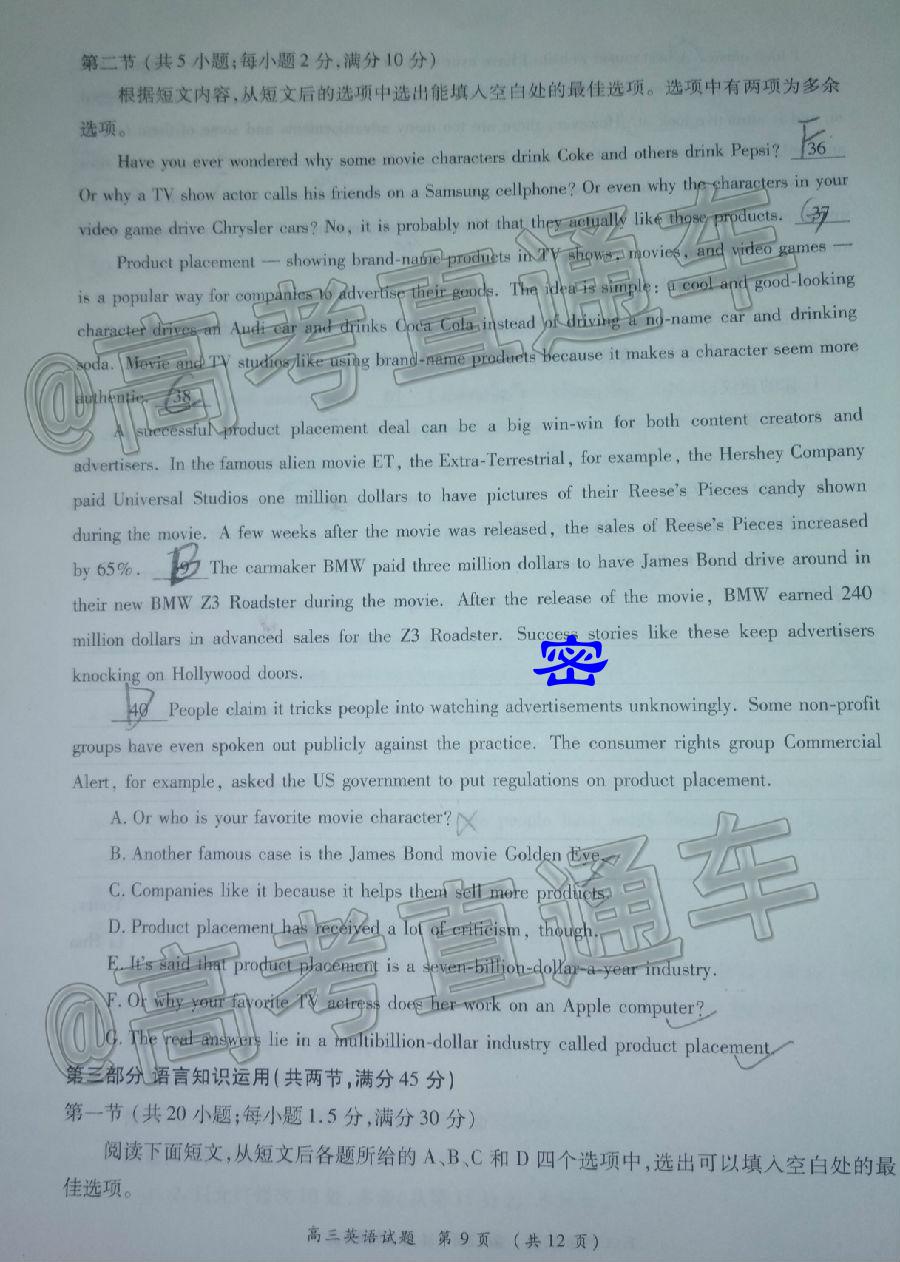 第二节 (共5小题;每小题2分,满分10分)
根据短文内容,从短文后的选项中选出能填入空白处的最佳选项。选项中有两项为多余
选项。
Have you ever wondered why some movie characters drink Coke and others drink Pepsi? F 36
Or why a TV show actor calls his friends on a Samsung cellphone? Or even why the characters in your
video game drive Chrysler cars? No, it is probably not that they actually like those products. G 37
Product placement — showing brand-name products in TV shows, movies, and video games —
is a popular way for companies to advertise their goods. The idea is simple: a cool and good-looking
character drives an Audi car and drinks Coca Cola instead of driving a no-name car and drinking
soda. Movie and TV studios like using brand-name products because it makes a character seem more
authentic. C 38
A successful product placement deal can be a big win-win for both content creators and
advertisers. In the famous alien movie ET, the Extra-Terrestrial, for example, the Hershey Company
paid Universal Studios one million dollars to have pictures of their Reese's Pieces candy shown
during the movie. A few weeks after the movie was released, the sales of Reese's Pieces increased
by 65%. B 39 The carmaker BMW paid three million dollars to have James Bond drive around in
their new BMW Z3 Roadster during the movie. After the release of the movie, BMW earned 240
million dollars in advanced sales for the Z3 Roadster. Success stories like these keep advertisers
密
knocking on Hollywood doors.
D 40 People claim it tricks people into watching advertisements unknowingly. Some non-profit
groups have even spoken out publicly against the practice. The consumer rights group Commercial
Alert, for example, asked the US government to put regulations on product placement.
A. Or who is your favorite movie character?
B. Another famous case is the James Bond movie Golden Eye.
C. Companies like it because it helps them sell more products.
D. Product placement has received a lot of criticism, though.
E. It's said that product placement is a seven-billion-dollar-a-year industry.
F. Or why your favorite TV actress does her work on an Apple computer?
G. The real answers lie in a multibillion-dollar industry called product placement.
@高考直通车
@高考直通车
第三部分 语言知识运用(共两节,满分45分)
第一节 (共20小题;每小题1.5分,满分30分)
阅读下面短文,从短文后各题所给的A、B、C和D四个选项中,选出可以填入空白处的最
佳选项。
高三英语试题 第9页 (共12页)